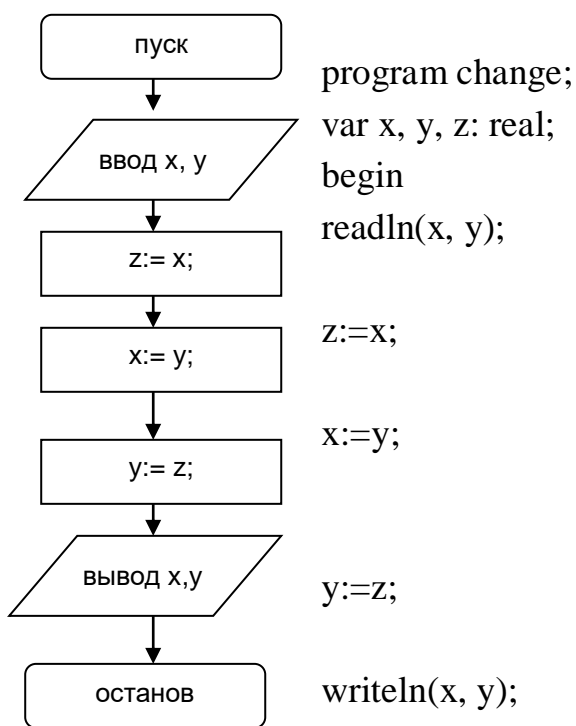 пуск
ввод x, y
z:= x;
x:= y;
y:= z;
вывод x,y
останов
program change;
var x, y, z: real;
begin
readln(x, y);
z:=x;
x:=y;
y:=z;
writeln(x, y);